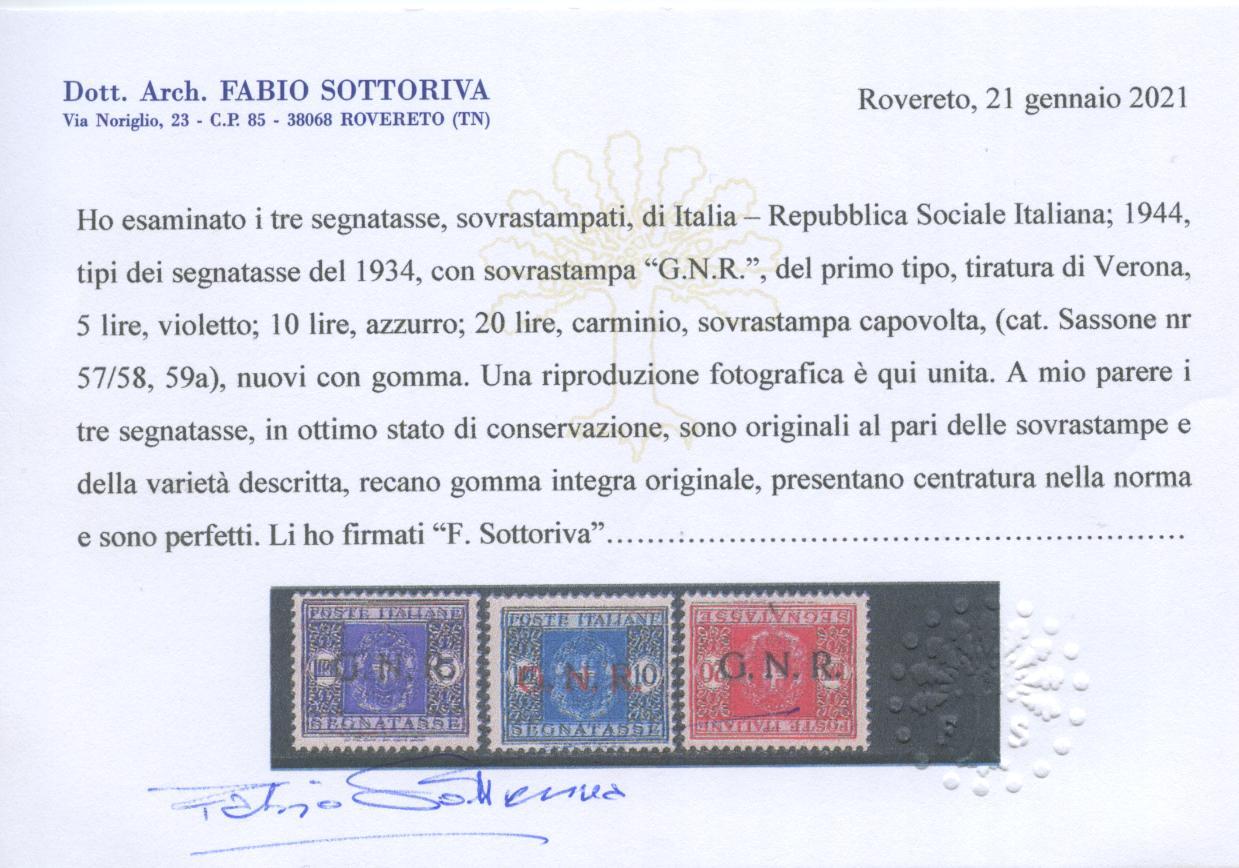 Dott. Arch. FABIO SOTTORIVA
Via Noriglio, 23 - C.P. 85 - 38068 ROVERETO (TN)
Rovereto, 21 gennaio 2021
Ho esaminato i tre segnatasse, sovrastampati, di Italia – Repubblica Sociale Italiana; 1944,
tipi dei segnatasse del 1934, con sovrastampa “G.N.R.”, del primo tipo, tiratura di Verona,
5 lire, violetto; 10 lire, azzurro; 20 lire, carminio, sovrastampa capovolta, (cat. Sassone nr
57/58, 59a), nuovi con gomma. Una riproduzione fotografica è qui unita. A mio parere i
tre segnatasse, in ottimo stato di conservazione, sono originali al pari delle sovrastampe e
della varietà descritta, recano gomma integra originale, presentano centratura nella norma
e sono perfetti. Li ho firmati “F. Sottoriva”......................................................
POSTE ITALIANE
G.N.R.
5
SEGNATASSE
POSTE ITALIANE
G.N.R.
10
SEGNATASSE
SEGNATASSE
G.N.R.
20
POSTE ITALIANE
F S
Fabio Sottoriva